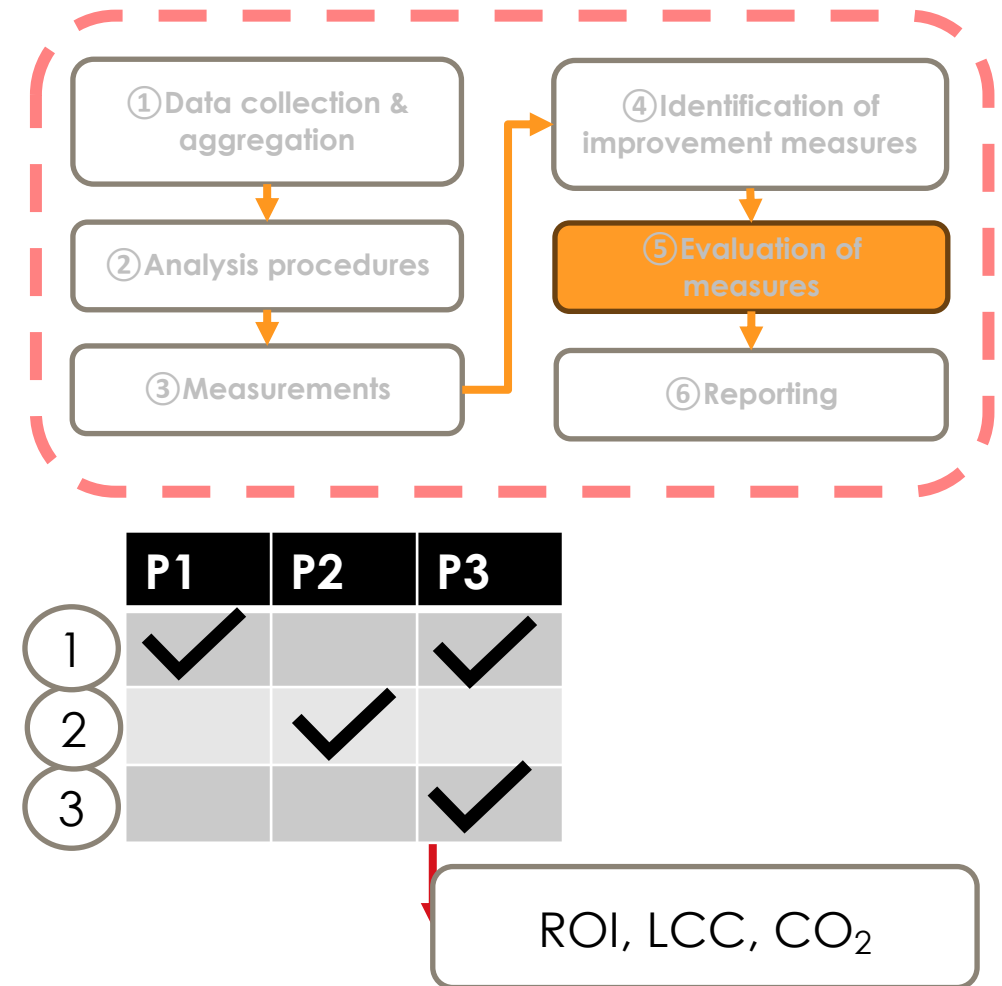 ①Data collection &
aggregation
②Analysis procedures
③Measurements
④Identification of
improvement measures
⑤Evaluation of
measures
⑥Reporting
P1 P2 P3
1
2
3
ROI, LCC, CO₂